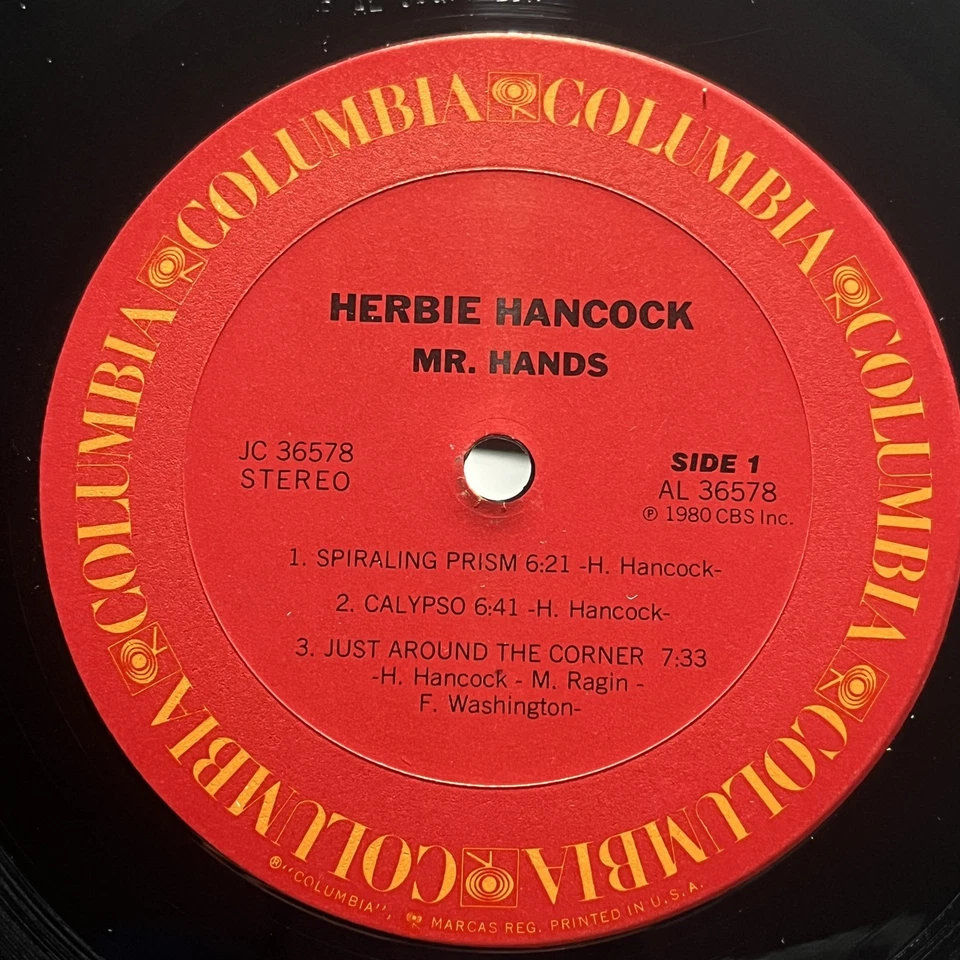 COLUMBIA COLUMBIA COLUMBIA COLUMBIA COLUMBIA COLUMBIA
HERBIE HANCOCK
MR. HANDS
JC 36578
STEREO
SIDE 1
AL 36578
℗ 1980 CBS Inc.
1. SPIRALING PRISM 6:21 -H. Hancock-
2. CALYPSO 6:41 -H. Hancock-
3. JUST AROUND THE CORNER 7:33
-H. Hancock - M. Ragin -
F. Washington-
®"COLUMBIA", MARCAS REG. PRINTED IN U.S.A.